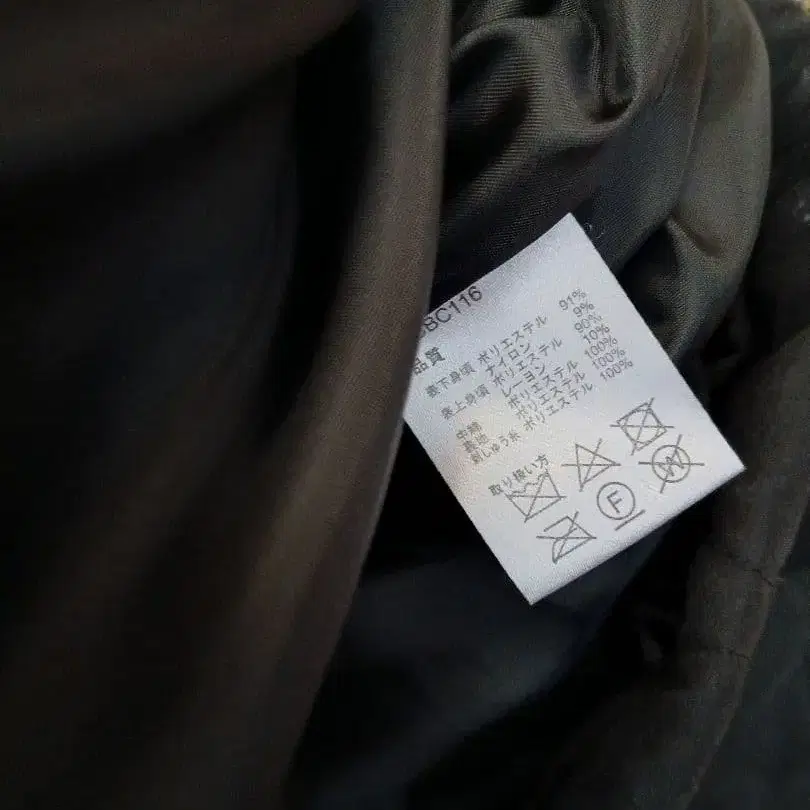 CBC116
品質
表下身頃 ポリエステル 91%
ナイロン 9%
表上身頃 ポリエステル 90%
レーヨン 10%
中綿 ポリエステル 100%
裏地 ポリエステル 100%
刺しゅう糸 ポリエステル 100%
取り扱い方
W
F